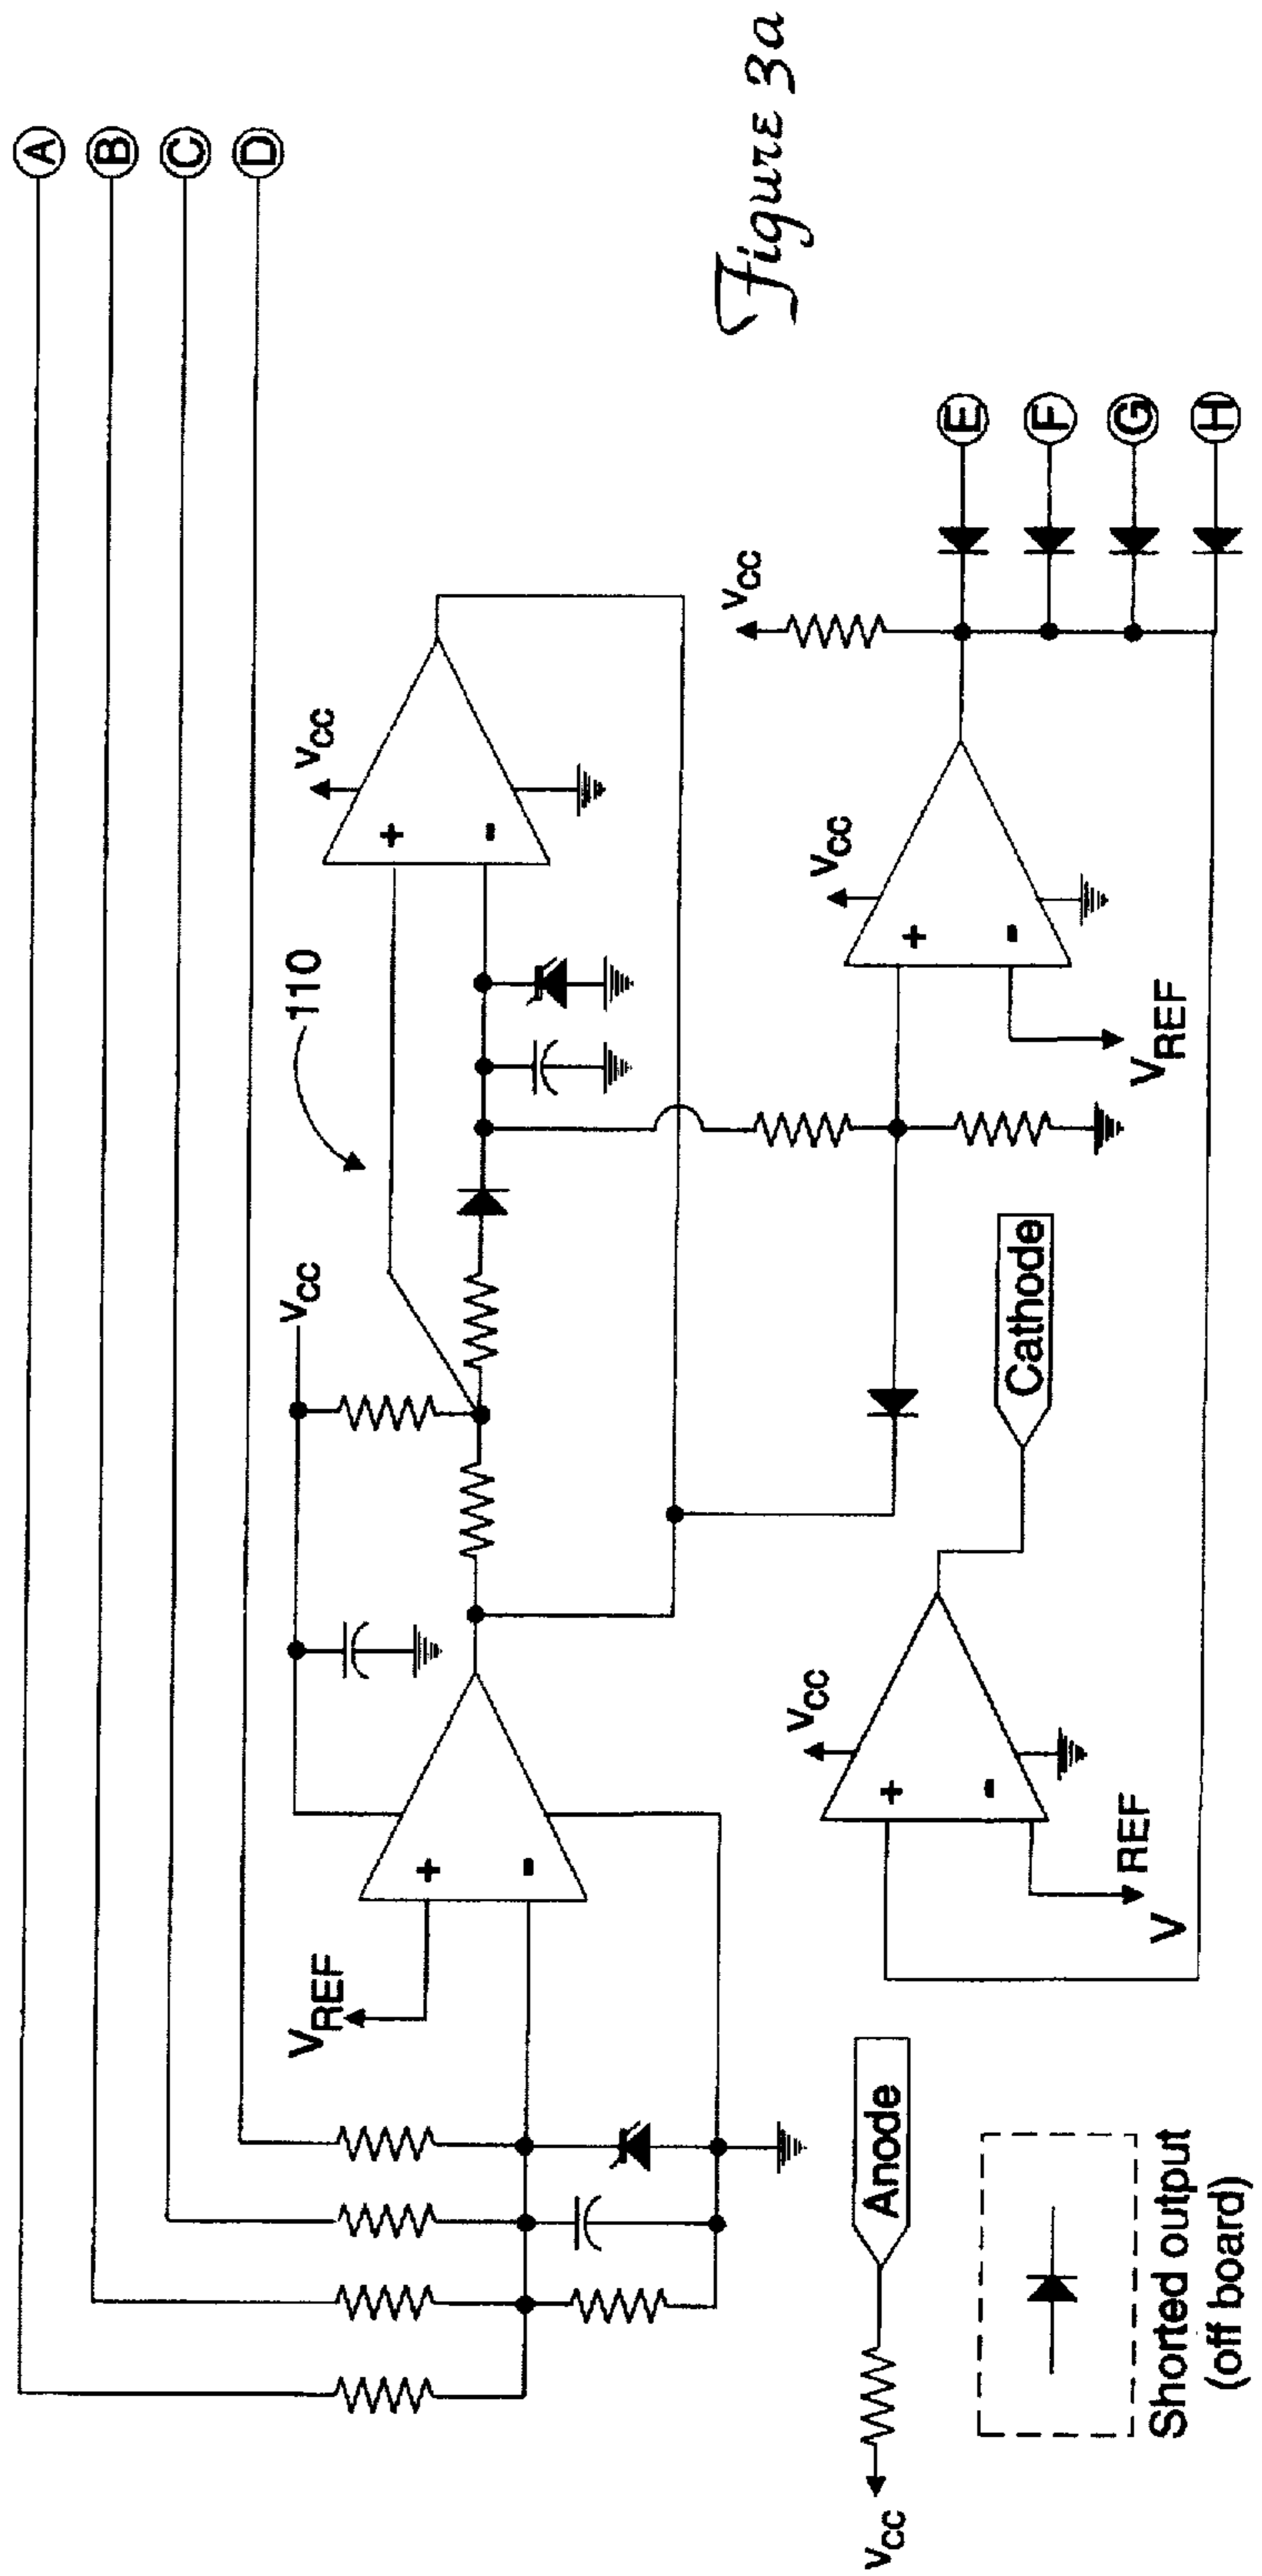 A
B
C
D
Figure 3a
110
VCC
VCC
+
-
VREF
+
-
VCC
E
F
G
H
VCC
+
-
VREF
Cathode
VCC
+
-
V REF
Anode
VCC
Shorted output
(off board)